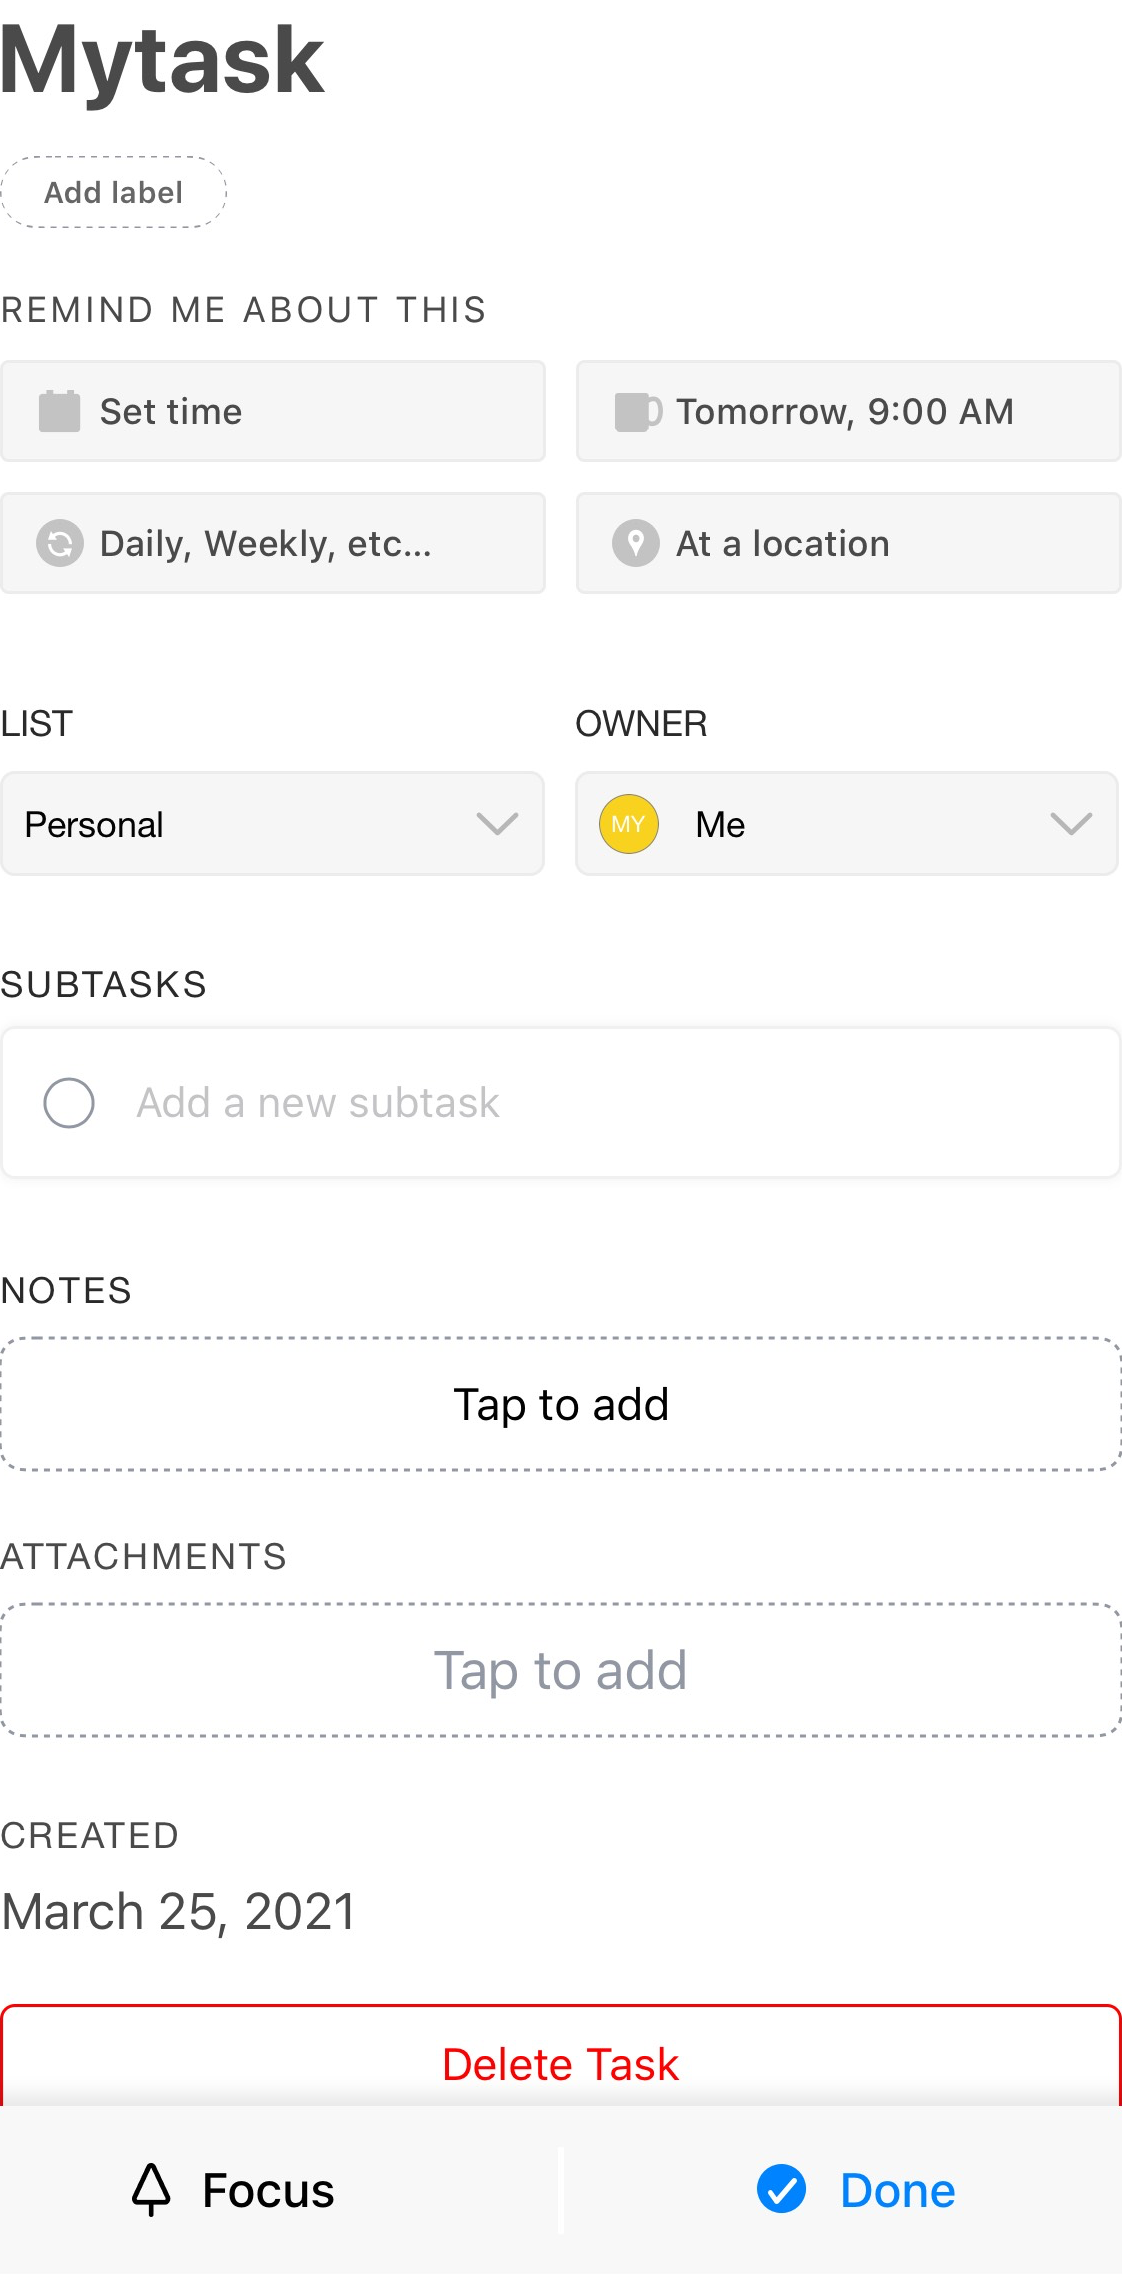 Mytask
Add label
REMIND ME ABOUT THIS
Set time
Tomorrow, 9:00 AM
Daily, Weekly, etc...
At a location
LIST
OWNER
Personal
MY Me
SUBTASKS
Add a new subtask
NOTES
Tap to add
ATTACHMENTS
Tap to add
CREATED
March 25, 2021
Delete Task
Focus
Done